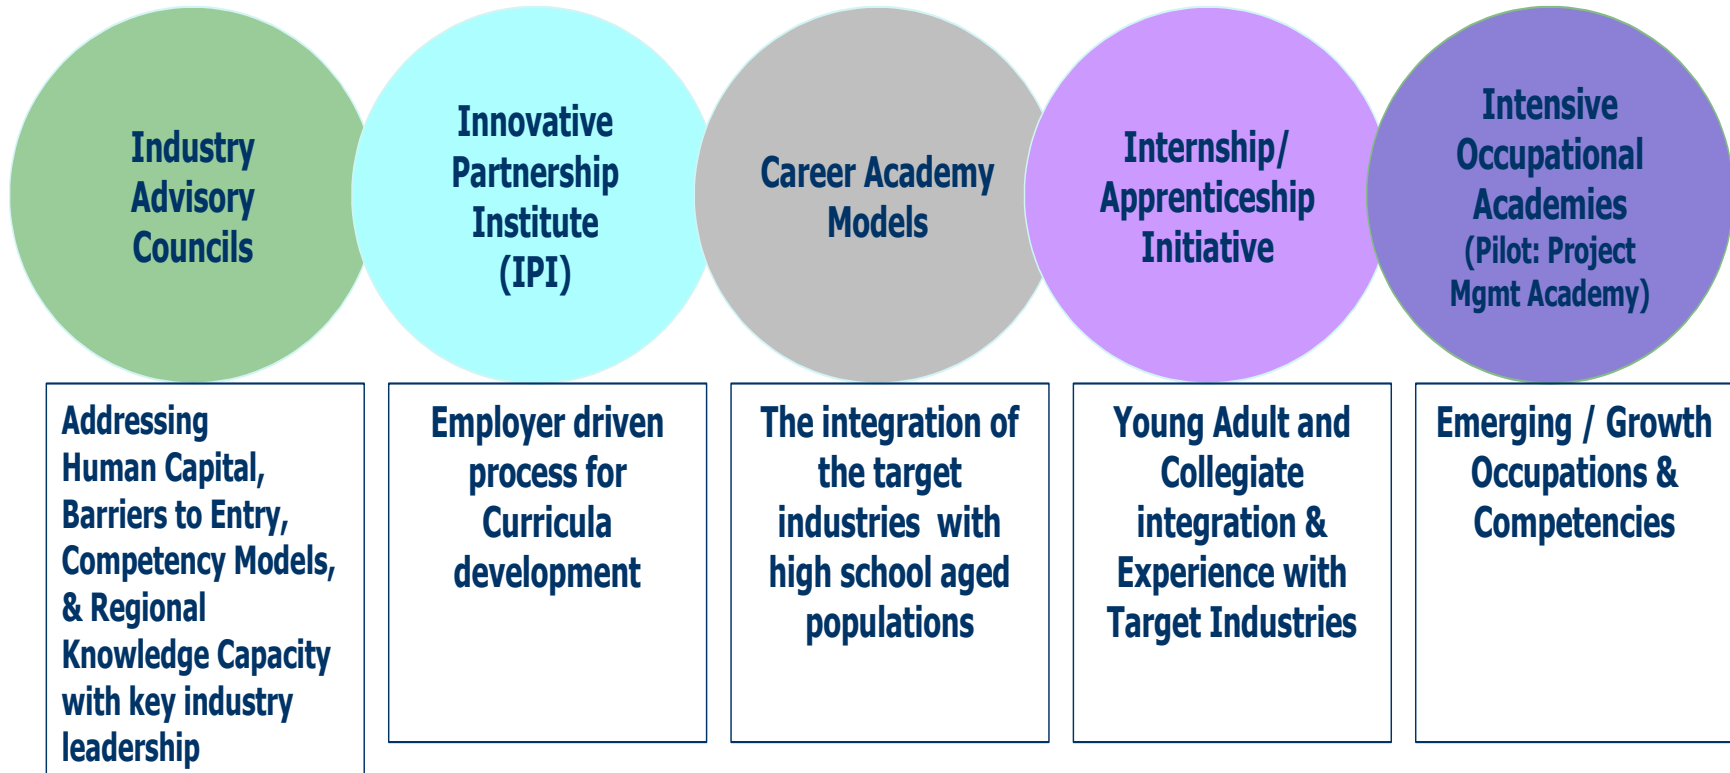 Industry
Advisory
Councils
Innovative
Partnership
Institute
(IPI)
Career Academy
Models
Internship/
Apprenticeship
Initiative
Intensive
Occupational
Academies
(Pilot: Project
Mgmt Academy)
Addressing
Human Capital,
Barriers to Entry,
Competency Models,
& Regional
Knowledge Capacity
with key industry
leadership
Employer driven
process for
Curricula
development
The integration of
the target
industries with
high school aged
populations
Young Adult and
Collegiate
integration &
Experience with
Target Industries
Emerging / Growth
Occupations &
Competencies